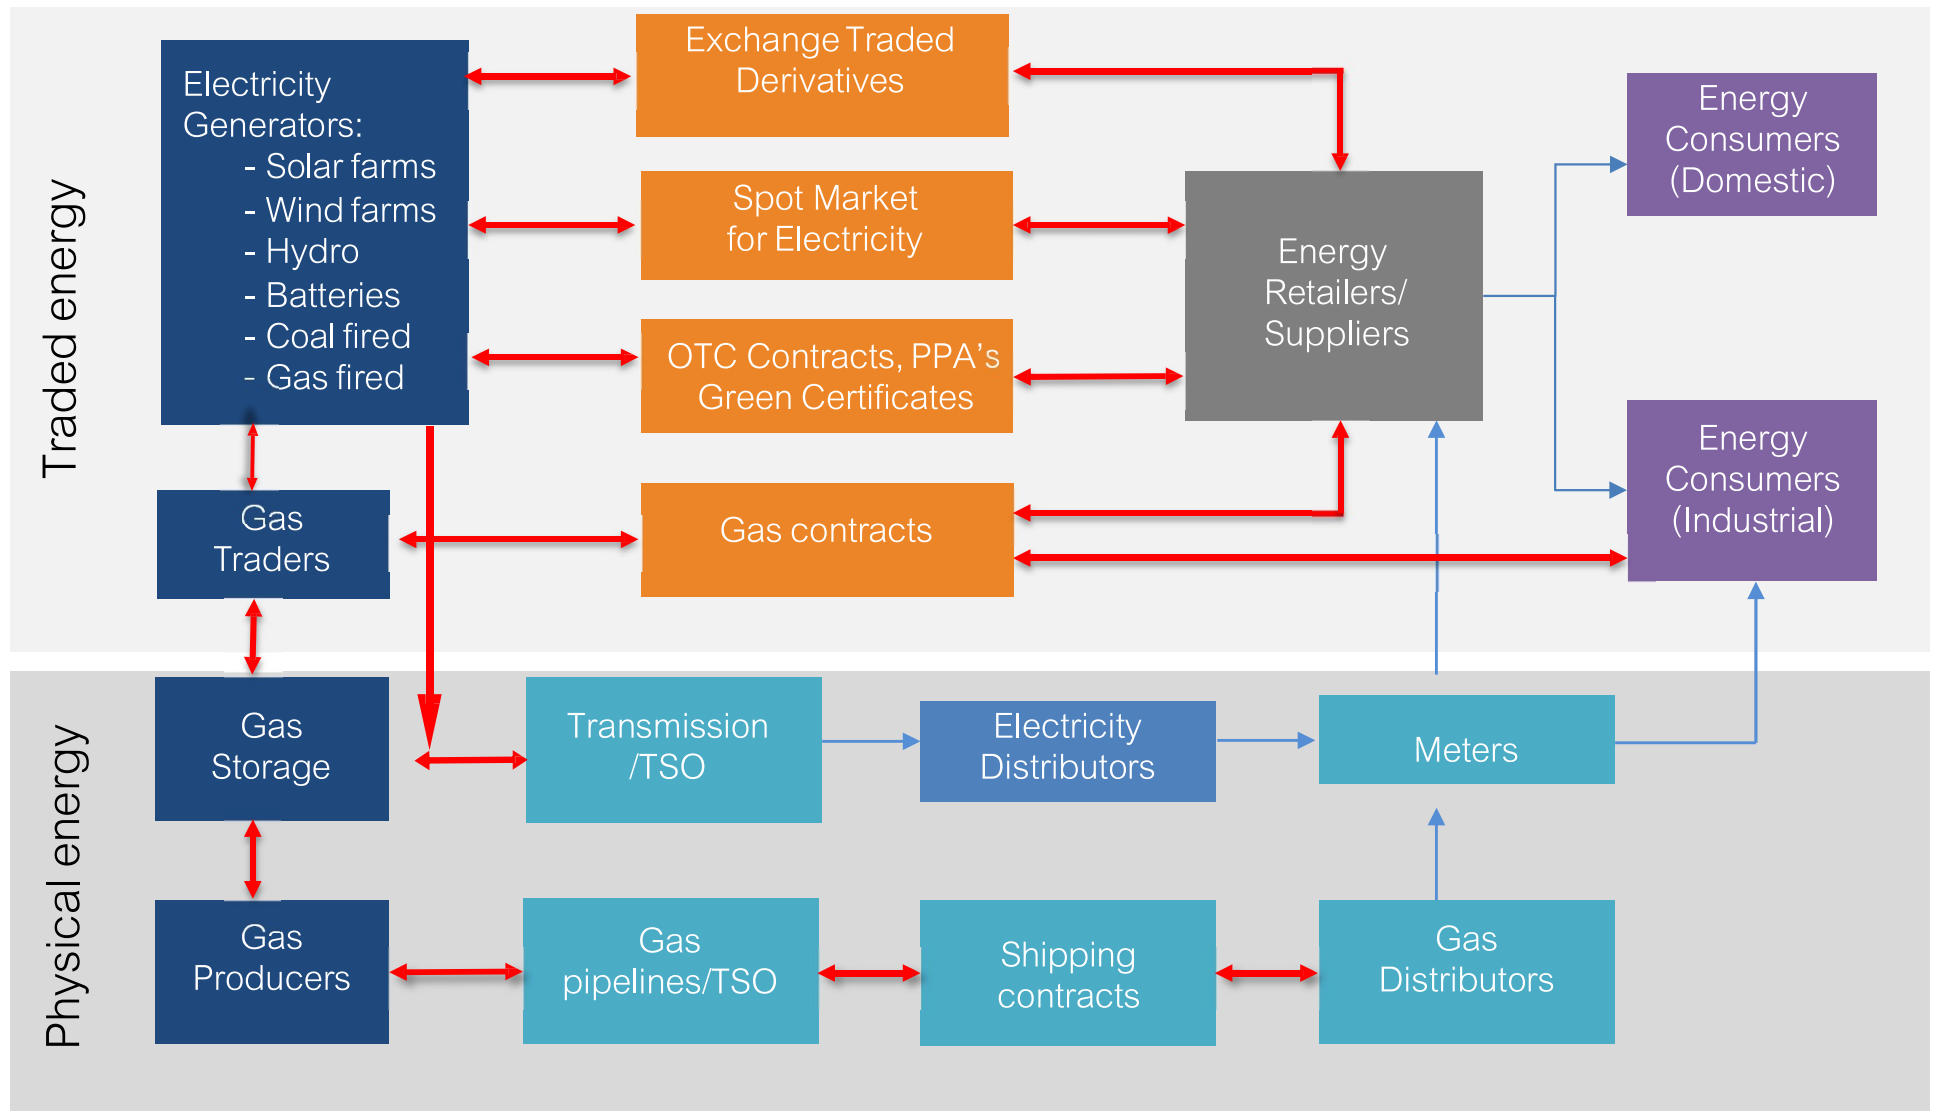 Traded energy
Electricity
Generators:
- Solar farms
- Wind farms
- Hydro
- Batteries
- Coal fired
- Gas fired
Exchange Traded
Derivatives
Spot Market
for Electricity
OTC Contracts, PPA's
Green Certificates
Gas contracts
Gas
Traders
Energy
Retailers/
Suppliers
Energy
Consumers
(Domestic)
Energy
Consumers
(Industrial)
Physical energy
Gas
Storage
Transmission
/TSO
Electricity
Distributors
Meters
Gas
Producers
Gas
pipelines/TSO
Shipping
contracts
Gas
Distributors